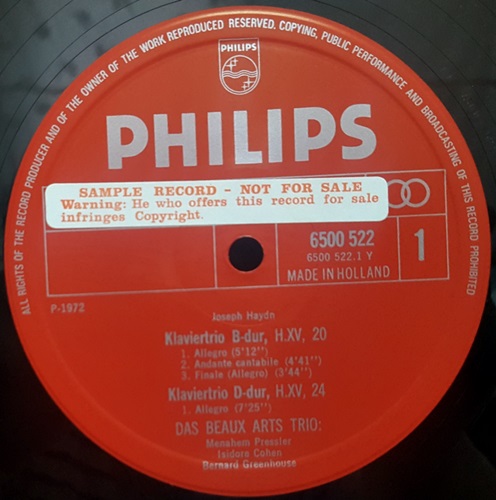 ALL RIGHTS OF THE RECORD PRODUCER AND OF THE OWNER OF THE WORK REPRODUCED RESERVED. COPYING, PUBLIC PERFORMANCE AND BROADCASTING OF THIS RECORD PROHIBITED
PHILIPS
PHILIPS
SAMPLE RECORD - NOT FOR SALE
Warning: He who offers this record for sale
infringes Copyright.
6500 522
6500 522.1 Y
MADE IN HOLLAND
1
P-1972
Joseph Haydn
Klaviertrio B-dur, H.XV, 20
1. Allegro (5'12")
2. Andante cantabile (4'41")
3. Finale (Allegro) (3'44")
Klaviertrio D-dur, H.XV, 24
1. Allegro (7'25")
DAS BEAUX ARTS TRIO:
Menahem Pressler
Isidore Cohen
Bernard Greenhouse